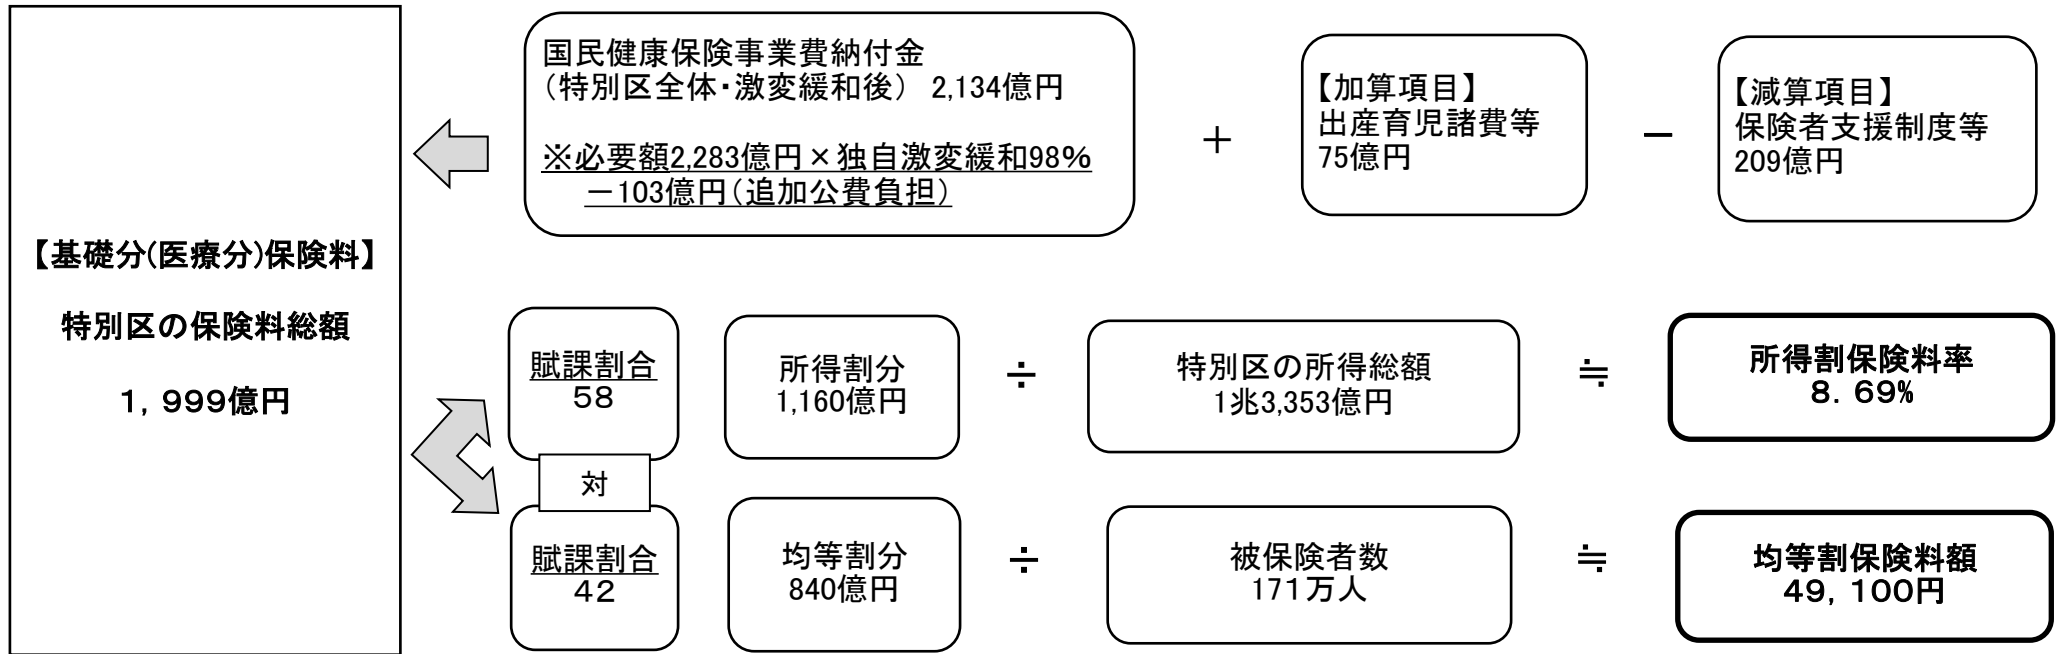 【基礎分(医療分)保険料】
特別区の保険料総額
1，999億円
国民健康保険事業費納付金
（特別区全体・激変緩和後） 2,134億円
※必要額2,283億円×独自激変緩和98％
－103億円（追加公費負担）
＋
【加算項目】
出産育児諸費等
75億円
－
【減算項目】
保険者支援制度等
209億円
賦課割合
58
所得割分
1,160億円
÷
特別区の所得総額
1兆3,353億円
≒
所得割保険料率
8．69%
対
賦課割合
42
均等割分
840億円
÷
被保険者数
171万人
≒
均等割保険料額
49，100円